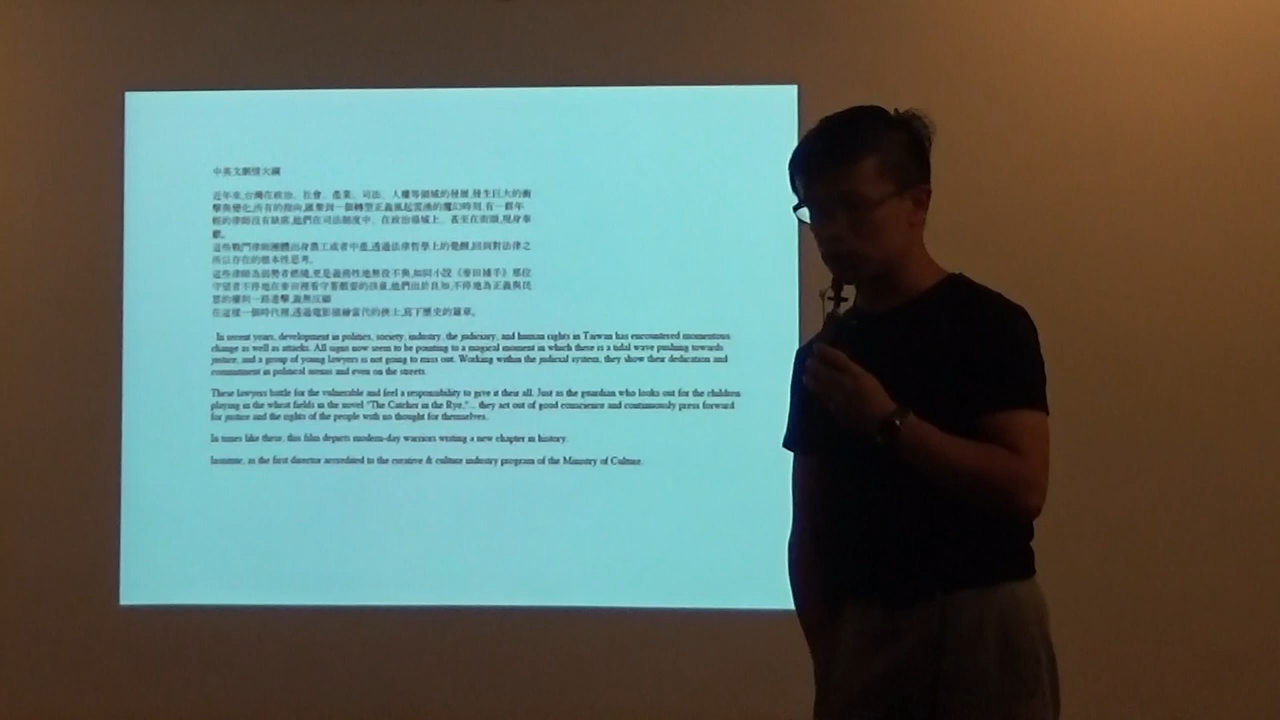 中英文劇情大綱
近年來,台灣在政治、社會、產業、司法、人權等領域的發展,發生巨大的衝
擊與變化,所有的指向,匯聚到一個轉型正義風起雲湧的魔幻時刻,有一群年
輕的律師沒有缺席,他們在司法制度中、在政治場域上、甚至在街頭,現身奉
獻。
這些戰鬥律師團體出身農工或者中產,透過法律哲學上的覺醒,回到對法律之
所以存在的根本性思考。
這些律師為弱勢者燃燒,更是義務性地無役不與,如同小說《麥田捕手》那位
守望者不停地在麥田裡看守著嬉耍的孩童,他們出於良知,不停地為正義與民
眾的權利一路進擊,義無反顧
在這樣一個時代裡,透過電影描繪當代的俠士,寫下歷史的篇章。
In recent years, development in politics, society, industry, the judiciary, and human rights in Taiwan has encountered momentous
change as well as attacks. All signs now seem to be pointing to a magical moment in which there is a tidal wave pushing towards
justice, and a group of young lawyers is not going to miss out. Working within the judicial system, they show their dedication and
commitment in political arenas and even on the streets.
These lawyers battle for the vulnerable and feel a responsibility to give it their all. Just as the guardian who looks out for the children
playing in the wheat fields in the novel "The Catcher in the Rye," they act out of good conscience and continuously press forward
for justice and the rights of the people with no thought for themselves.
In times like these, this film depicts modern-day warriors writing a new chapter in history.
as the first director accredited to the creative & culture industry program of the Ministry of Culture.